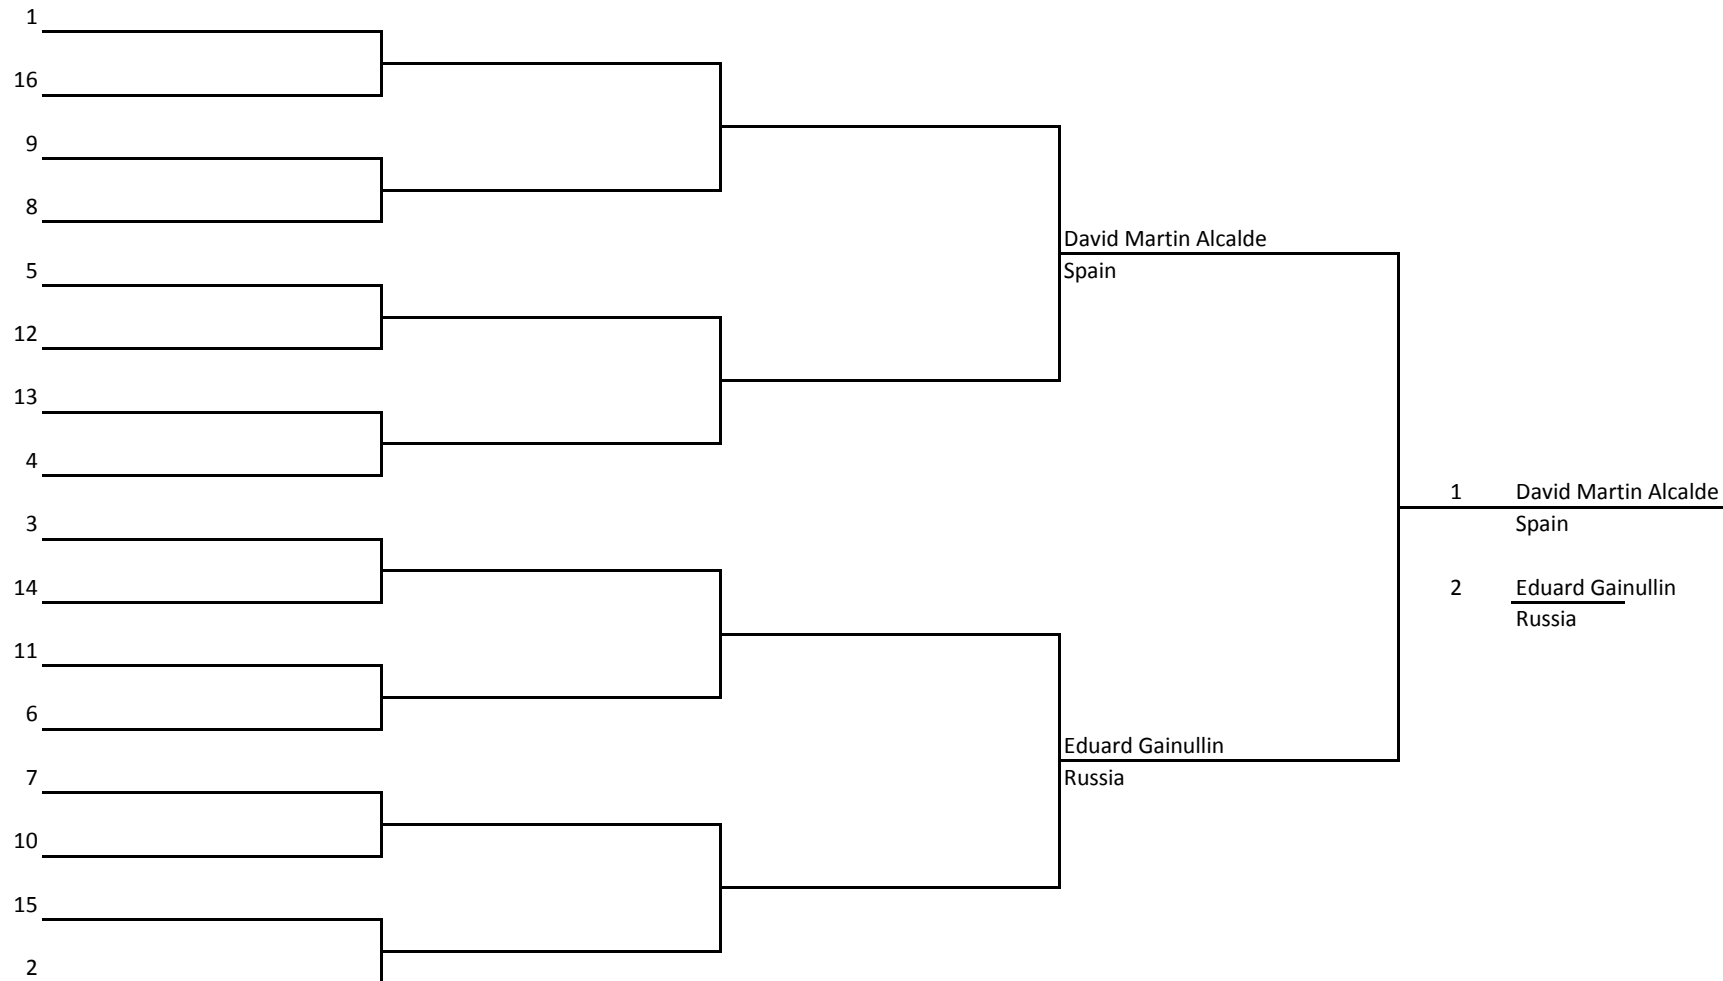 1
16
9
8
David Martin Alcalde
Spain
5
12
13
4
1 David Martin Alcalde
Spain
3
14
2 Eduard Gainullin
Russia
11
6
Eduard Gainullin
Russia
7
10
15
2